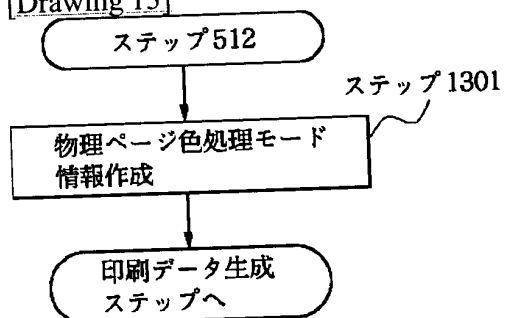 [Drawing 13]
ステップ512
ステップ1301
物理ページ色処理モード
情報作成
印刷データ生成
ステップへ